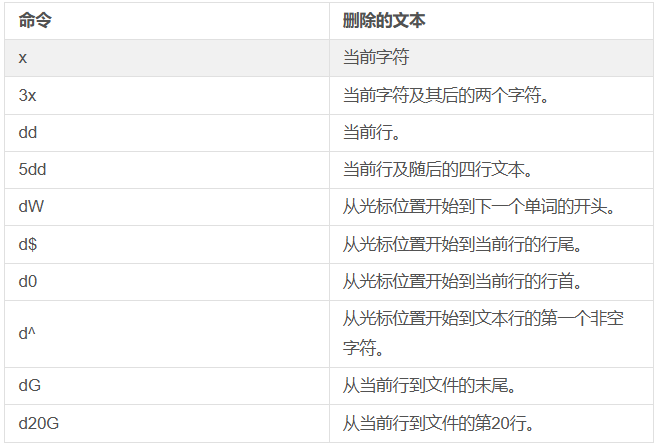 命令 删除的文本
x 当前字符
3x 当前字符及其后的两个字符。
dd 当前行。
5dd 当前行及随后的四行文本。
dW 从光标位置开始到下一个单词的开头。
d$ 从光标位置开始到当前行的行尾。
d0 从光标位置开始到当前行的行首。
d^ 从光标位置开始到文本行的第一个非空
字符。
dG 从当前行到文件的末尾。
d20G 从当前行到文件的第20行。